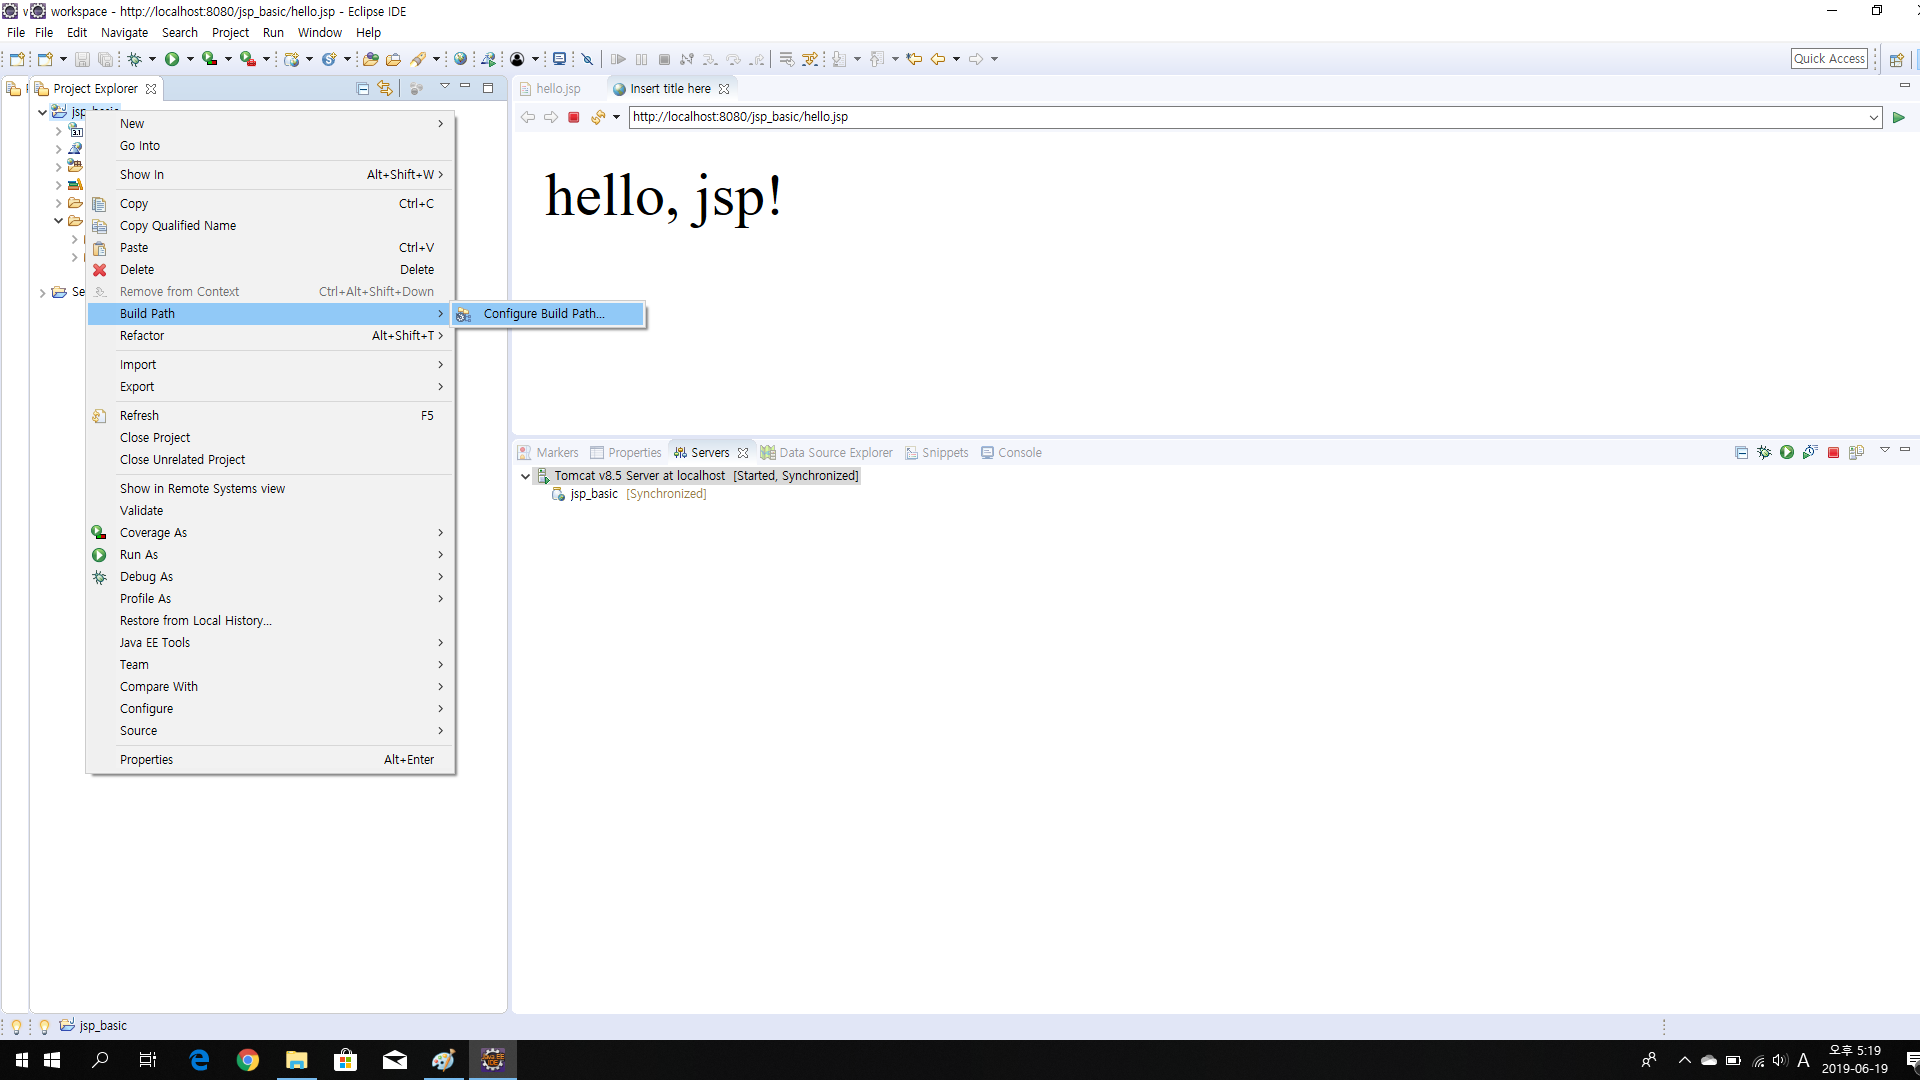 workspace - http://localhost:8080/jsp_basic/hello.jsp - Eclipse IDE
File File Edit Navigate Search Project Run Window Help
Quick Access
Project Explorer
hello.jsp Insert title here
http://localhost:8080/jsp_basic/hello.jsp
hello, jsp!
New
Go Into
Show In Alt+Shift+W
Copy Ctrl+C
Copy Qualified Name
Paste Ctrl+V
Delete Delete
Remove from Context Ctrl+Alt+Shift+Down
Build Path Configure Build Path...
Refactor Alt+Shift+T
Import
Export
Refresh F5
Close Project
Close Unrelated Project
Show in Remote Systems view
Validate
Coverage As
Run As
Debug As
Profile As
Restore from Local History...
Java EE Tools
Team
Compare With
Configure
Source
Properties Alt+Enter
Markers Properties Servers Data Source Explorer Snippets Console
Tomcat v8.5 Server at localhost [Started, Synchronized]
jsp_basic [Synchronized]
jsp_basic
A
오후 5:19
2019-06-19